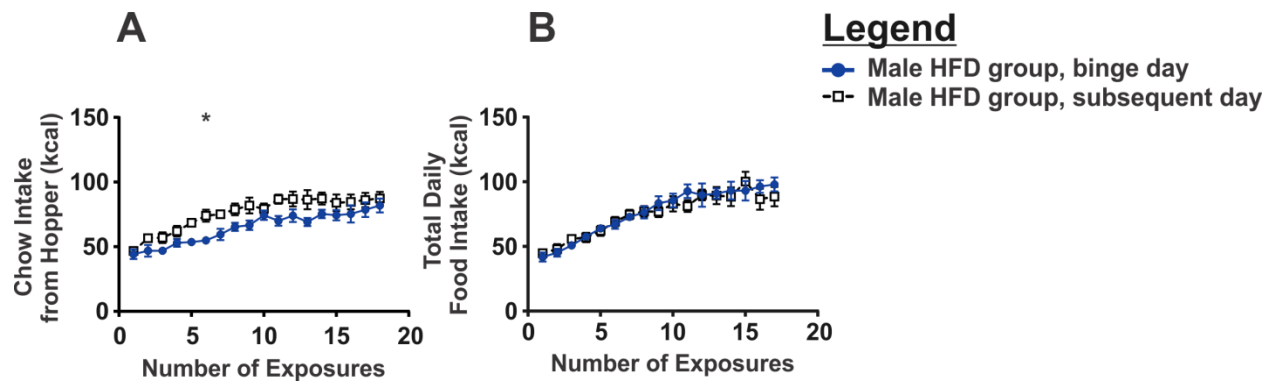 A
Chow Intake
from Hopper (kcal)
150
100
50
0
*
0 5 10 15 20
Number of Exposures
B
Total Daily
Food Intake (kcal)
150
100
50
0
0 5 10 15 20
Number of Exposures
Legend
Male HFD group, binge day
Male HFD group, subsequent day